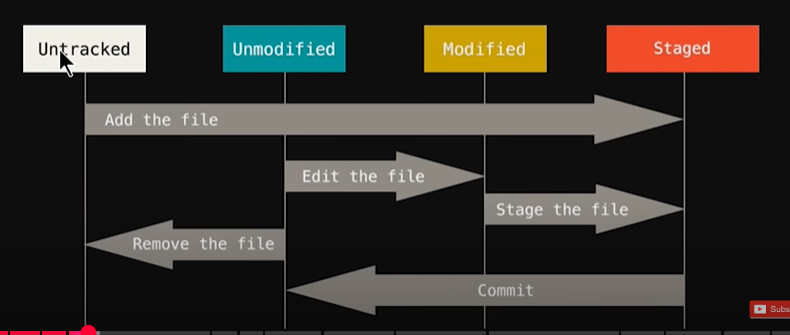 Untracked
Unmodified
Modified
Staged
Add the file
Edit the file
Stage the file
Remove the file
Commit
Subs